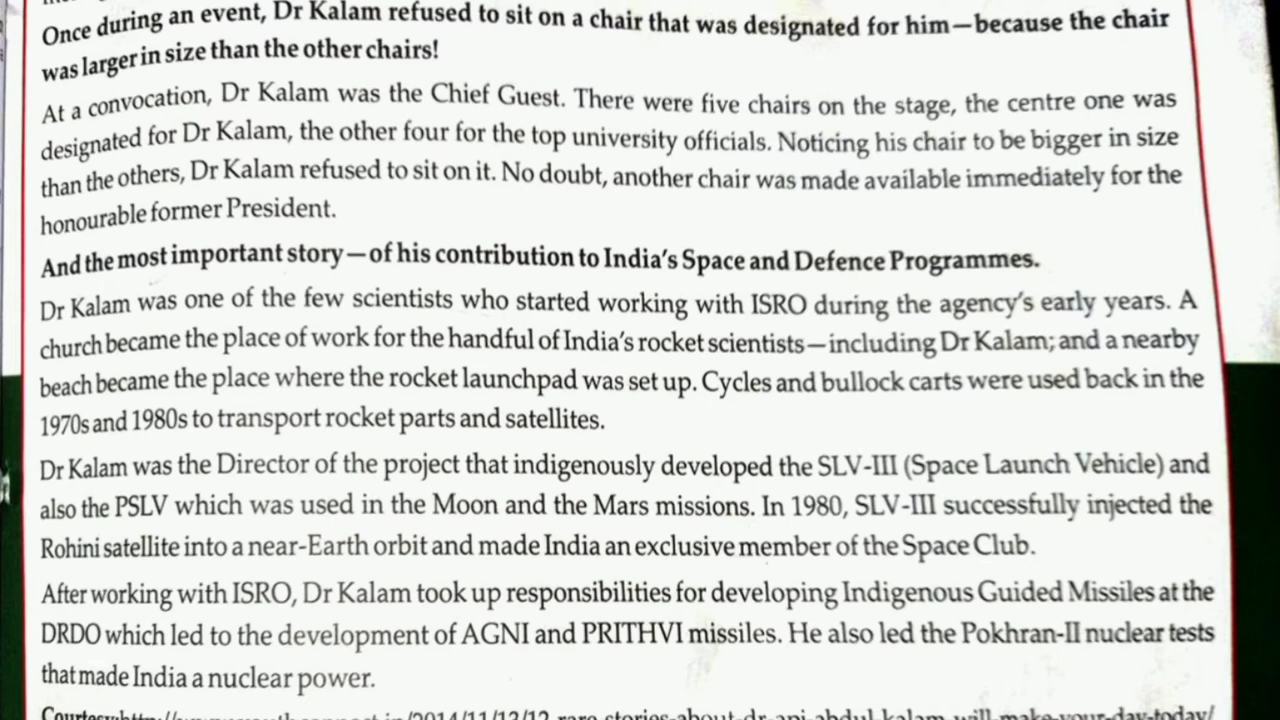 Once during an event, Dr Kalam refused to sit on a chair that was designated for him—because the chair
was larger in size than the other chairs!
At a convocation, Dr Kalam was the Chief Guest. There were five chairs on the stage, the centre one was
designated for Dr Kalam, the other four for the top university officials. Noticing his chair to be bigger in size
than the others, Dr Kalam refused to sit on it. No doubt, another chair was made available immediately for the
honourable former President.
And the most important story—of his contribution to India's Space and Defence Programmes.
Dr Kalam was one of the few scientists who started working with ISRO during the agency's early years. A
church became the place of work for the handful of India's rocket scientists—including Dr Kalam; and a nearby
beach became the place where the rocket launchpad was set up. Cycles and bullock carts were used back in the
1970s and 1980s to transport rocket parts and satellites.
Dr Kalam was the Director of the project that indigenously developed the SLV-III (Space Launch Vehicle) and
also the PSLV which was used in the Moon and the Mars missions. In 1980, SLV-III successfully injected the
Rohini satellite into a near-Earth orbit and made India an exclusive member of the Space Club.
After working with ISRO, Dr Kalam took up responsibilities for developing Indigenous Guided Missiles at the
DRDO which led to the development of AGNI and PRITHVI missiles. He also led the Pokhran-II nuclear tests
that made India a nuclear power.